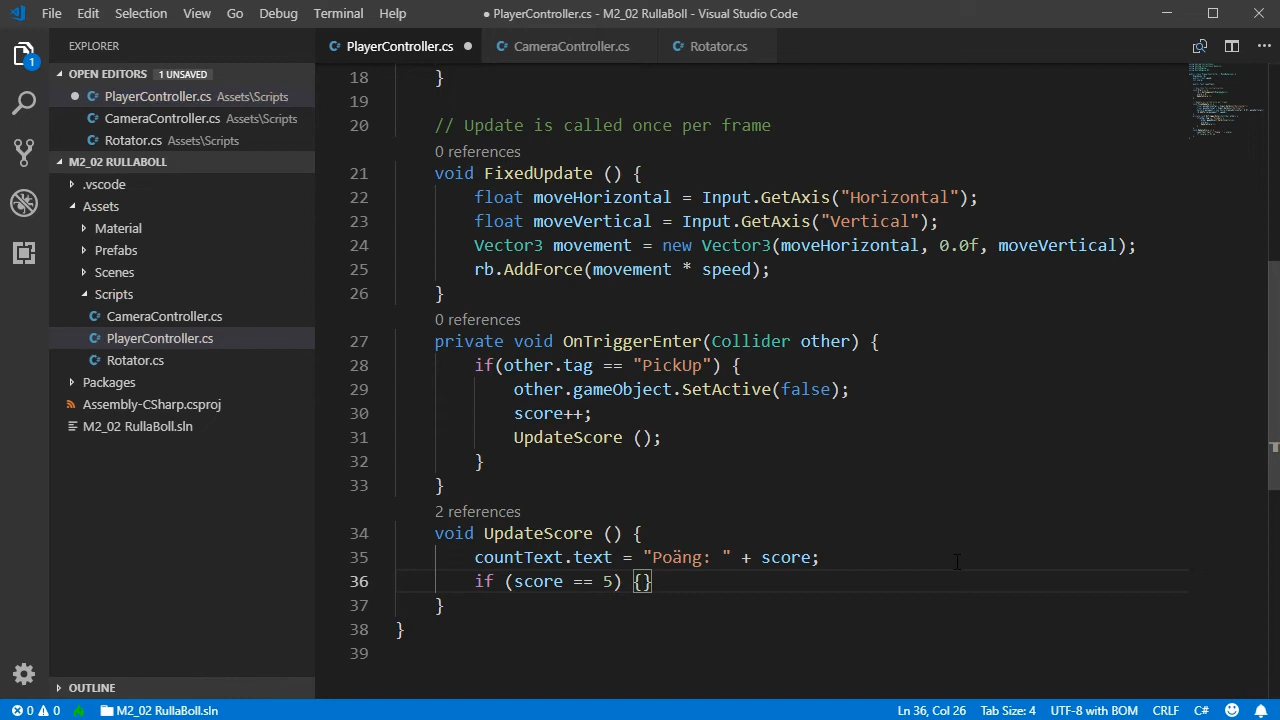 File Edit Selection View Go Debug Terminal Help
● PlayerController.cs - M2_02 RullaBoll - Visual Studio Code
EXPLORER
OPEN EDITORS 1 UNSAVED
PlayerController.cs Assets\Scripts
CameraController.cs Assets\Scripts
Rotator.cs Assets\Scripts
M2_02 RULLABOLL
.vscode
Assets
Material
Prefabs
Scenes
Scripts
CameraController.cs
PlayerController.cs
Rotator.cs
Packages
Assembly-CSharp.csproj
M2_02 RullaBoll.sln
OUTLINE
1
PlayerController.cs CameraController.cs Rotator.cs
18 }
19
20 // Update is called once per frame
0 references
21 void FixedUpdate () {
22 float moveHorizontal = Input.GetAxis("Horizontal");
23 float moveVertical = Input.GetAxis("Vertical");
24 Vector3 movement = new Vector3(moveHorizontal, 0.0f, moveVertical);
25 rb.AddForce(movement * speed);
26 }
0 references
27 private void OnTriggerEnter(Collider other) {
28 if(other.tag == "PickUp") {
29 other.gameObject.SetActive(false);
30 score++;
31 UpdateScore ();
32 }
33 }
2 references
34 void UpdateScore () {
35 countText.text = "Poäng: " + score;
36 if (score == 5) {}
37 }
38 }
39
0 0 M2_02 RullaBoll.sln Ln 36, Col 26 Tab Size: 4 UTF-8 with BOM CRLF C#